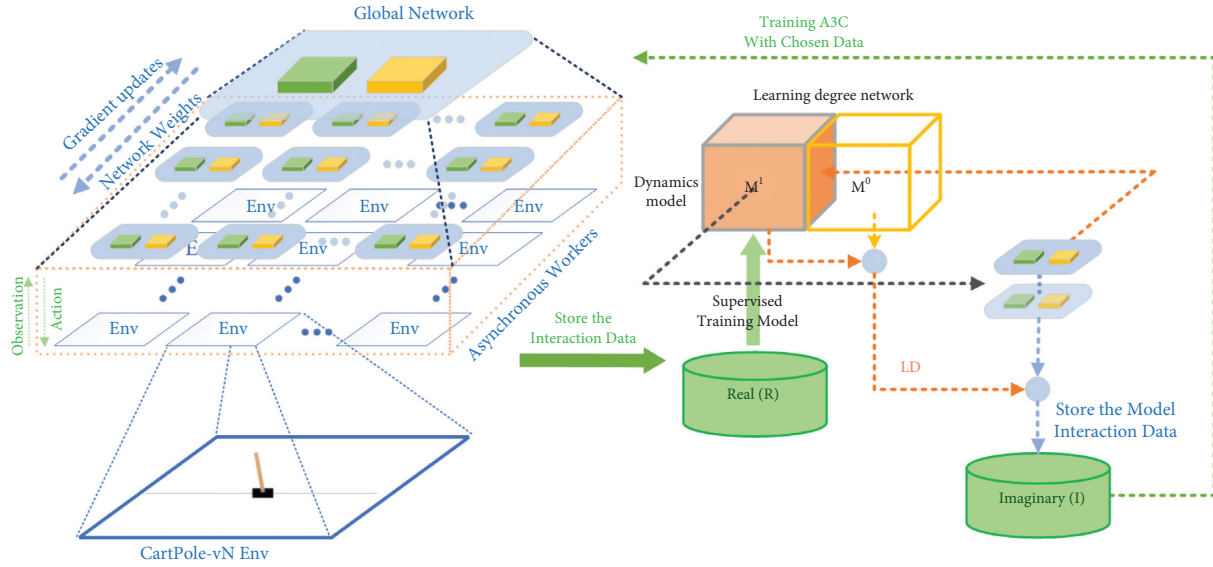 Global Network
Training A3C
With Chosen Data
Gradient updates
Network Weights
Learning degree network
Dynamics
model
M¹
M⁰
Env
Env
Env
E
Env
Env
Observation
Action
Env
Env
Env
Asynchronous Workers
Store the
Interaction Data
Supervised
Training Model
Real (R)
LD
Store the Model
Interaction Data
Imaginary (I)
CartPole-vN Env